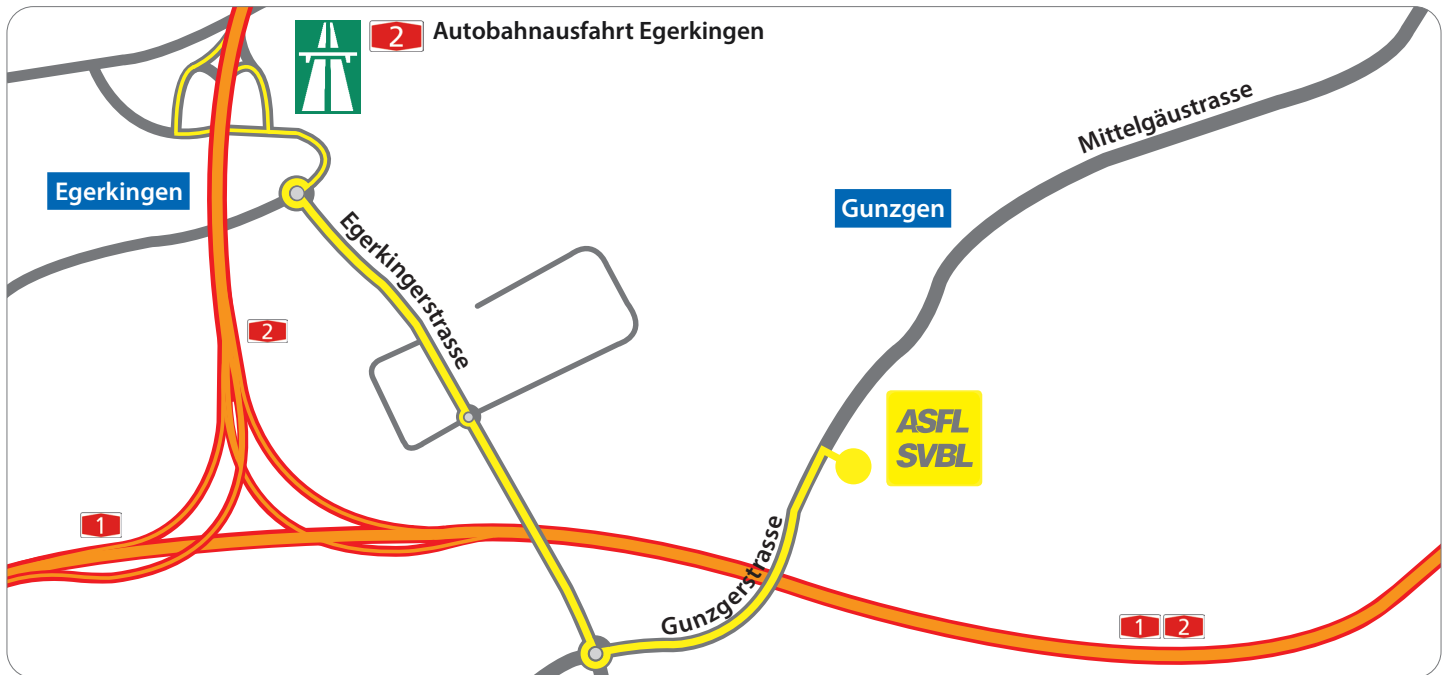 2 Autobahnausfahrt Egerkingen
Mittelgäustrasse
Egerkingen
Gunzgen
Egerkingerstrasse
2
ASFL
SVBL
1
Gunzgerstrasse
1 2